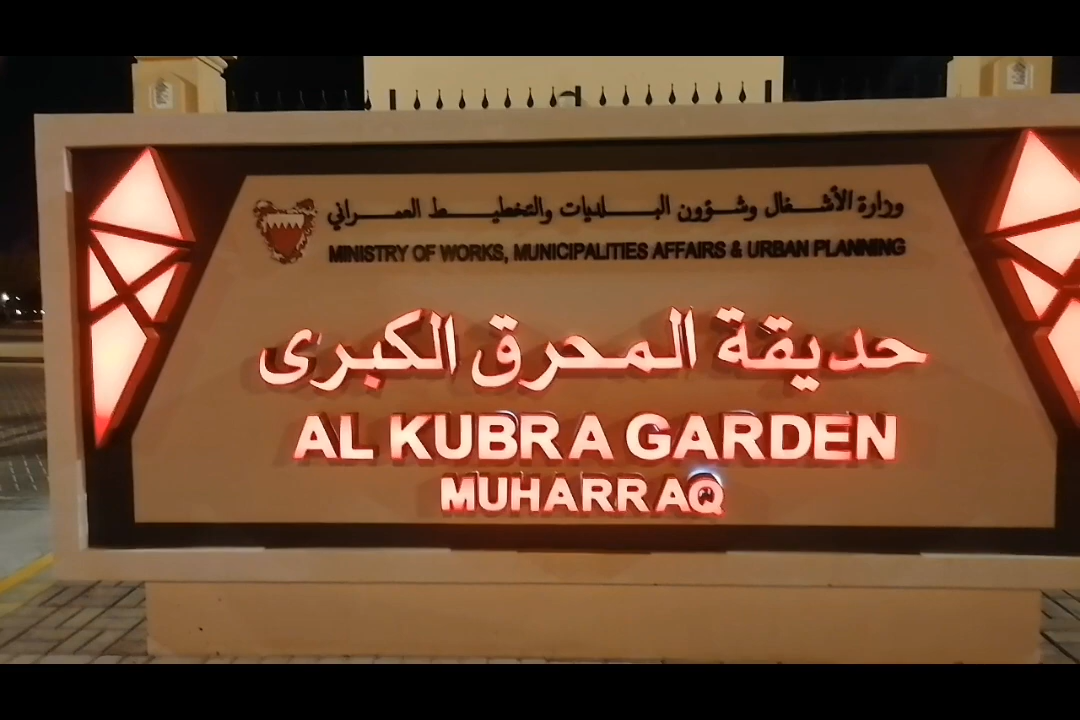 وزارة الأشغال وشؤون البلديات والتخطيط العمراني
MINISTRY OF WORKS, MUNICIPALITIES AFFAIRS & URBAN PLANNING
حديقة المحرق الكبرى
AL KUBRA GARDEN
MUHARRAQ